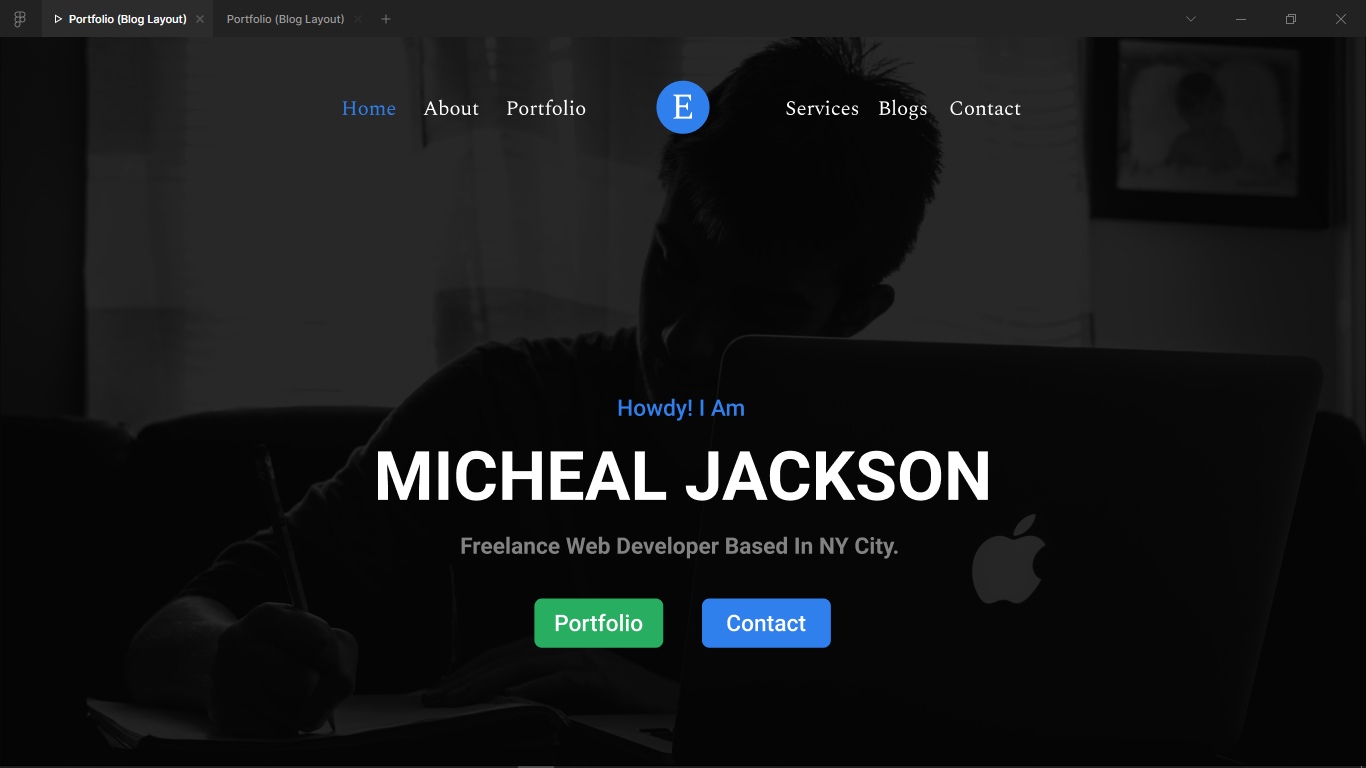 Portfolio (Blog Layout)
Portfolio (Blog Layout)
Home About Portfolio E Services Blogs Contact
Howdy! I Am
MICHEAL JACKSON
Freelance Web Developer Based In NY City.
Portfolio Contact